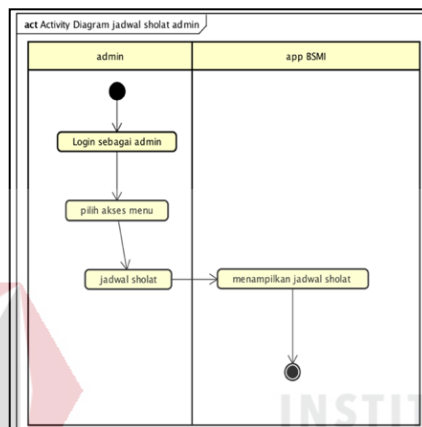 act Activity Diagram jadwal sholat admin
admin
app BSMI
Login sebagai admin
pilih akses menu
jadwal sholat
menampilkan jadwal sholat
INSTIT